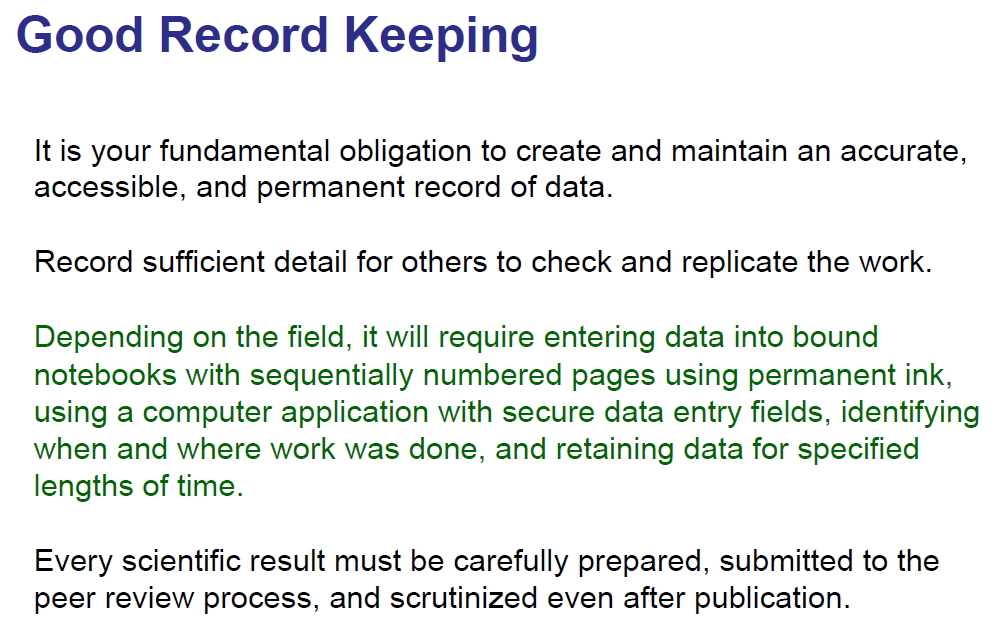 Good Record Keeping
It is your fundamental obligation to create and maintain an accurate,
accessible, and permanent record of data.
Record sufficient detail for others to check and replicate the work.
Depending on the field, it will require entering data into bound
notebooks with sequentially numbered pages using permanent ink,
using a computer application with secure data entry fields, identifying
when and where work was done, and retaining data for specified
lengths of time.
Every scientific result must be carefully prepared, submitted to the
peer review process, and scrutinized even after publication.